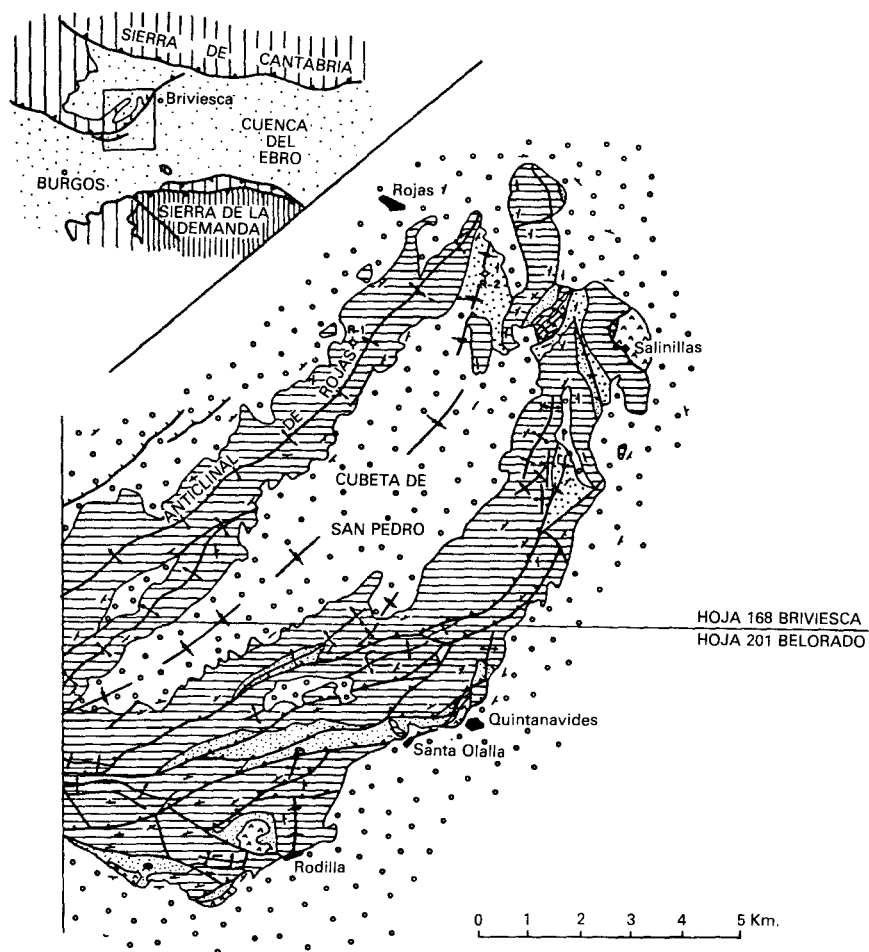 SIERRA DE CANTABRIA
Briviesca
CUENCA
DEL
EBRO
BURGOS
SIERRA DE LA
DEMANDA
Rojas
R-2
R-1
Salinillas
ANTICLINAL DE ROJAS
CUBETA DE
SAN PEDRO
HOJA 168 BRIVIESCA
HOJA 201 BELORADO
Quintanavides
Santa Olalla
Rodilla
0 1 2 3 4 5 Km.